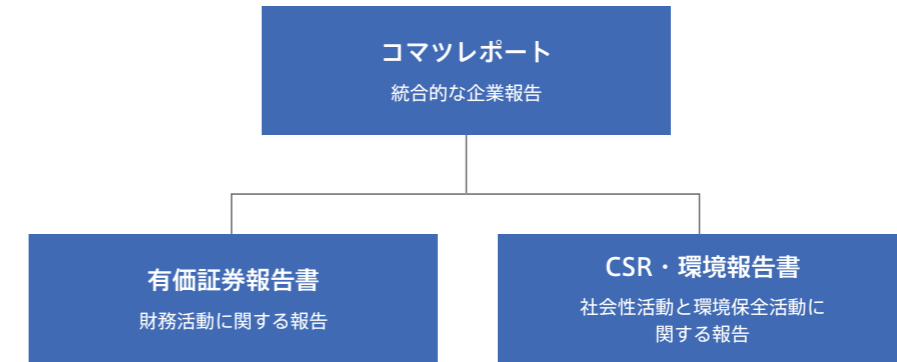 コマツレポート
統合的な企業報告
有価証券報告書
財務活動に関する報告
CSR・環境報告書
社会性活動と環境保全活動に
関する報告